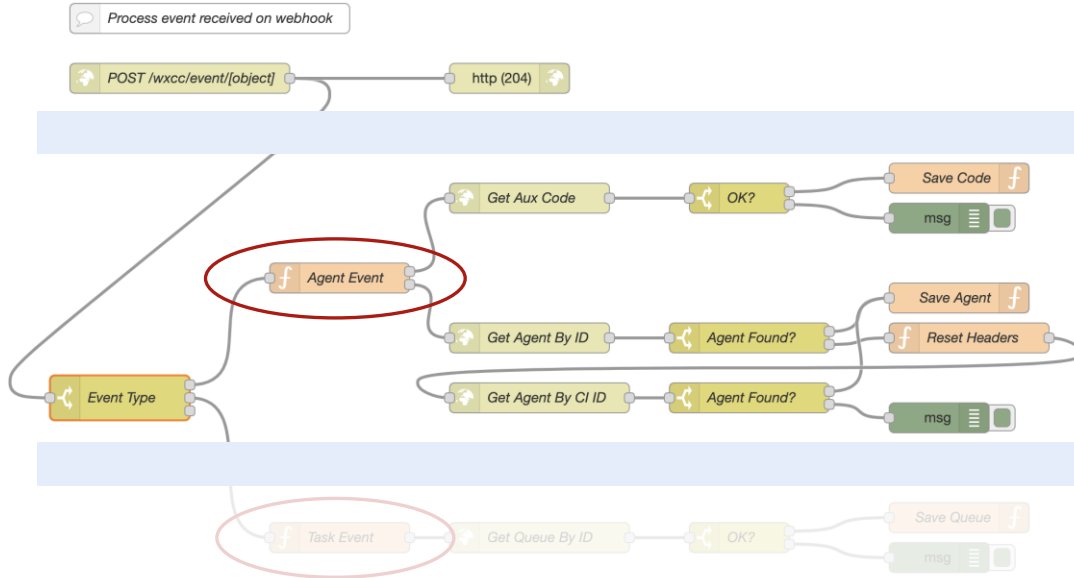 Process event received on webhook
POST /wxcc/event/[object]
http (204)
Get Aux Code
OK?
Save Code
msg
Agent Event
Get Agent By ID
Agent Found?
Save Agent
Reset Headers
Event Type
Get Agent By CI ID
Agent Found?
msg
Task Event
Get Queue By ID
OK?
Save Queue
msg